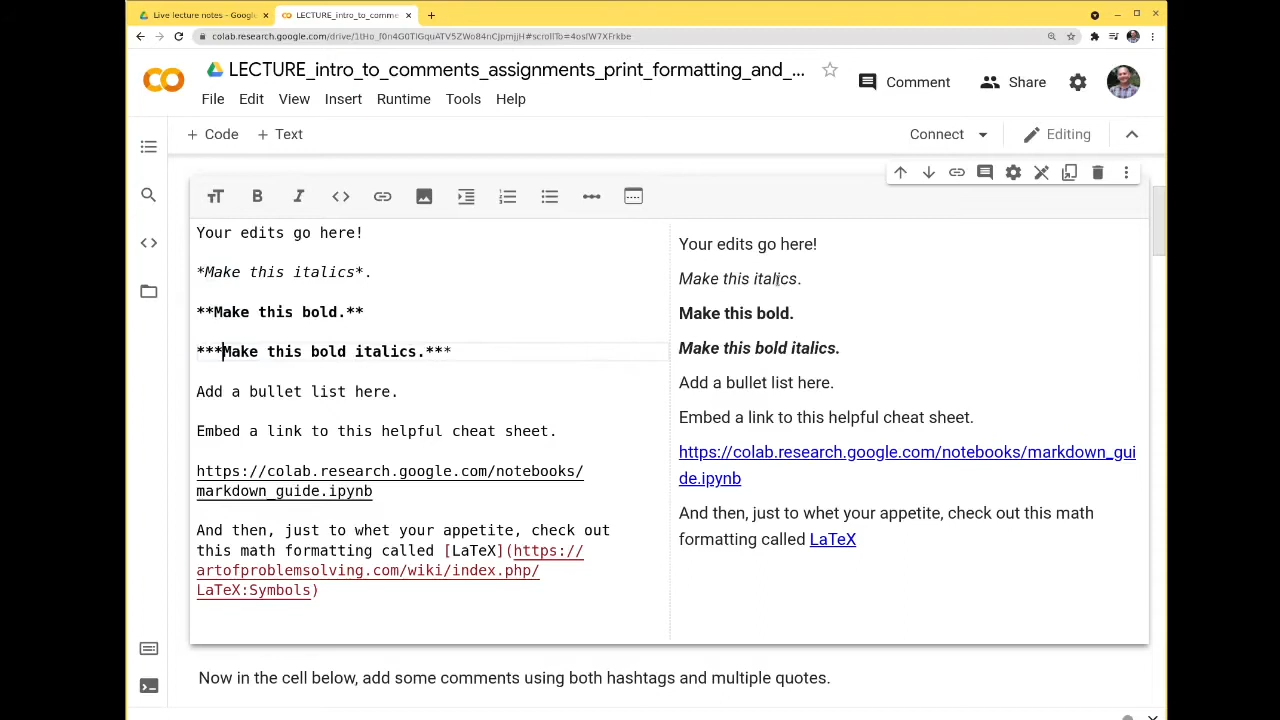 Live lecture notes - Google
LECTURE_intro_to_comme
colab.research.google.com/drive/
LECTURE_intro_to_comments_assignments_print_formatting_and_...
Comment
Share
File Edit View Insert Runtime Tools Help
+ Code + Text
Connect
Editing
Your edits go here!
*Make this italics*.
**Make this bold.**
***Make this bold italics.***
Add a bullet list here.
Embed a link to this helpful cheat sheet.
https://colab.research.google.com/notebooks/
markdown_guide.ipynb
And then, just to whet your appetite, check out
this math formatting called [LaTeX](https://
artofproblemsolving.com/wiki/index.php/
LaTeX:Symbols)
Your edits go here!
Make this italics.
Make this bold.
Make this bold italics.
Add a bullet list here.
Embed a link to this helpful cheat sheet.
https://colab.research.google.com/notebooks/markdown_gui
de.ipynb
And then, just to whet your appetite, check out this math
formatting called LaTeX
Now in the cell below, add some comments using both hashtags and multiple quotes.